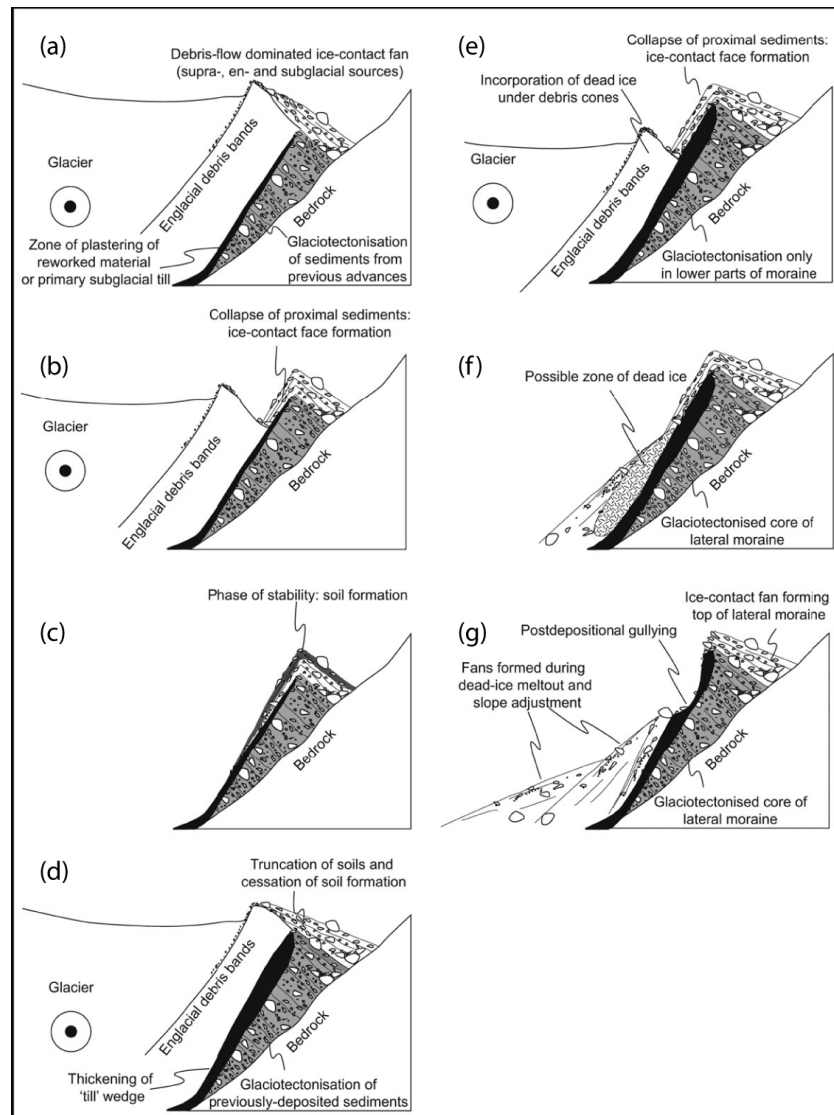 (a)
Debris-flow dominated ice-contact fan
(supra-, en- and subglacial sources)
Glacier
Englacial debris bands
Bedrock
Zone of plastering of
reworked material
or primary subglacial till
Glaciotectonisation
of sediments from
previous advances
(b)
Collapse of proximal sediments:
ice-contact face formation
Glacier
Englacial debris bands
Bedrock
(c)
Phase of stability: soil formation
Bedrock
(d)
Truncation of soils and
cessation of soil formation
Glacier
Englacial debris bands
Bedrock
Thickening of
'till' wedge
Glaciotectonisation of
previously-deposited sediments
(e)
Collapse of proximal sediments:
ice-contact face formation
Incorporation of dead ice
under debris cones
Glacier
Englacial debris bands
Bedrock
Glaciotectonisation only
in lower parts of moraine
(f)
Possible zone of dead ice
Bedrock
Glaciotectonised core of
lateral moraine
(g)
Ice-contact fan forming
top of lateral moraine
Postdepositional gullying
Fans formed during
dead-ice meltout and
slope adjustment
Bedrock
Glaciotectonised core of
lateral moraine